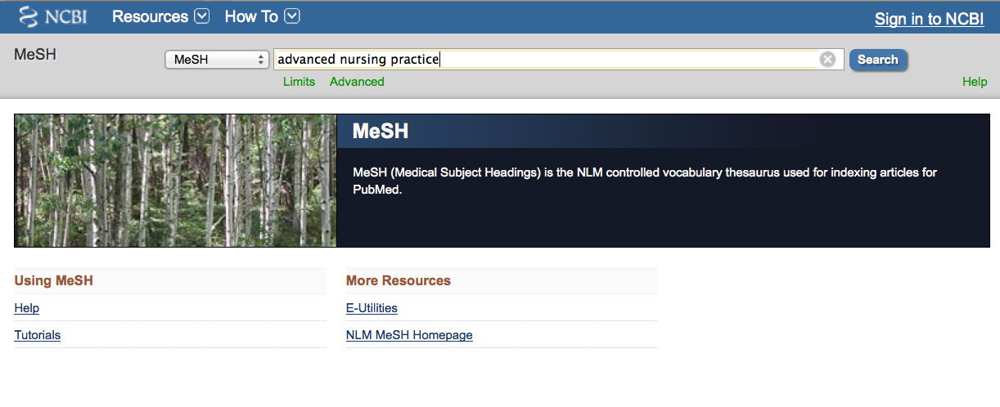 NCBI Resources How To Sign in to NCBI
MeSH MeSH advanced nursing practice Search
Limits Advanced Help
MeSH
MeSH (Medical Subject Headings) is the NLM controlled vocabulary thesaurus used for indexing articles for
PubMed.
Using MeSH
Help
Tutorials
More Resources
E-Utilities
NLM MeSH Homepage